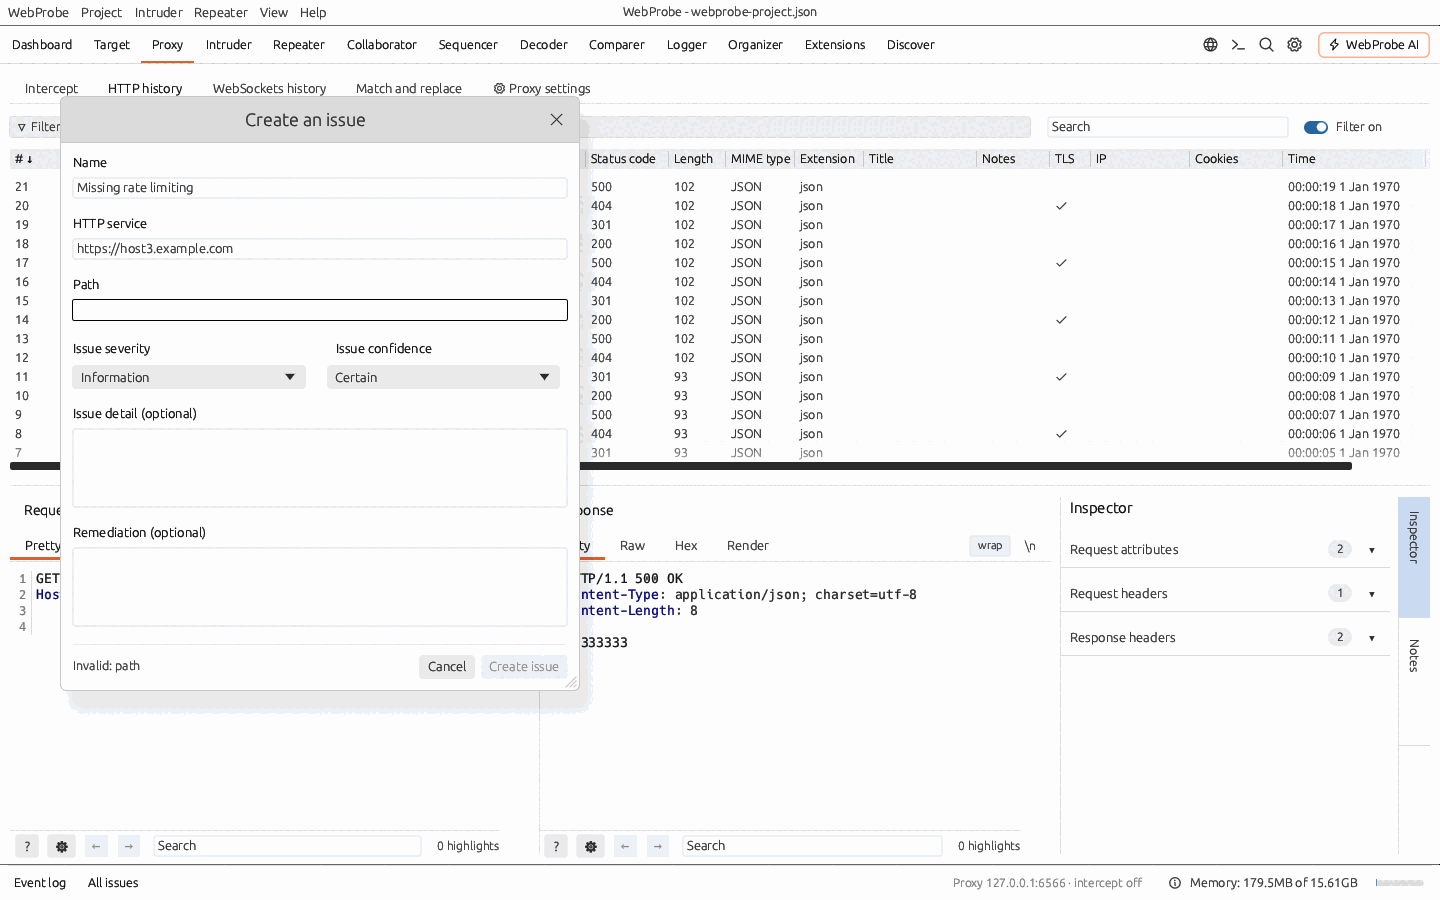 WebProbe Project Intruder Repeater View Help
WebProbe - webprobe-project.json
Dashboard Target Proxy Intruder Repeater Collaborator Sequencer Decoder Comparer Logger Organizer Extensions Discover
WebProbe AI
Intercept HTTP history WebSockets history Match and replace Proxy settings
Filter
Search
Filter on
Create an issue
Name
Missing rate limiting
HTTP service
https://host3.example.com
Path
Issue severity Issue confidence
Information Certain
Issue detail (optional)
Remediation (optional)
Invalid: path
Cancel Create issue
# ↓ Status code Length MIME type Extension Title Notes TLS IP Cookies Time
21 500 102 JSON json 00:00:19 1 Jan 1970
20 404 102 JSON json ✓ 00:00:18 1 Jan 1970
19 301 102 JSON json 00:00:17 1 Jan 1970
18 200 102 JSON json 00:00:16 1 Jan 1970
17 500 102 JSON json ✓ 00:00:15 1 Jan 1970
16 404 102 JSON json 00:00:14 1 Jan 1970
15 301 102 JSON json 00:00:13 1 Jan 1970
14 200 102 JSON json ✓ 00:00:12 1 Jan 1970
13 500 102 JSON json 00:00:11 1 Jan 1970
12 404 102 JSON json 00:00:10 1 Jan 1970
11 301 93 JSON json ✓ 00:00:09 1 Jan 1970
10 200 93 JSON json 00:00:08 1 Jan 1970
9 500 93 JSON json 00:00:07 1 Jan 1970
8 404 93 JSON json ✓ 00:00:06 1 Jan 1970
7 301 93 JSON json 00:00:05 1 Jan 1970
Reque
Pretty
1 GET
2 Hos
3
4
ponse
ty Raw Hex Render
wrap \n
TP/1.1 500 OK
ntent-Type: application/json; charset=utf-8
ntent-Length: 8
333333
Inspector
Request attributes 2
Request headers 1
Response headers 2
Inspector
Notes
? ← → Search 0 highlights
? ← → Search 0 highlights
Event log All issues
Proxy 127.0.0.1:6566 · intercept off
Memory: 179.5MB of 15.61GB